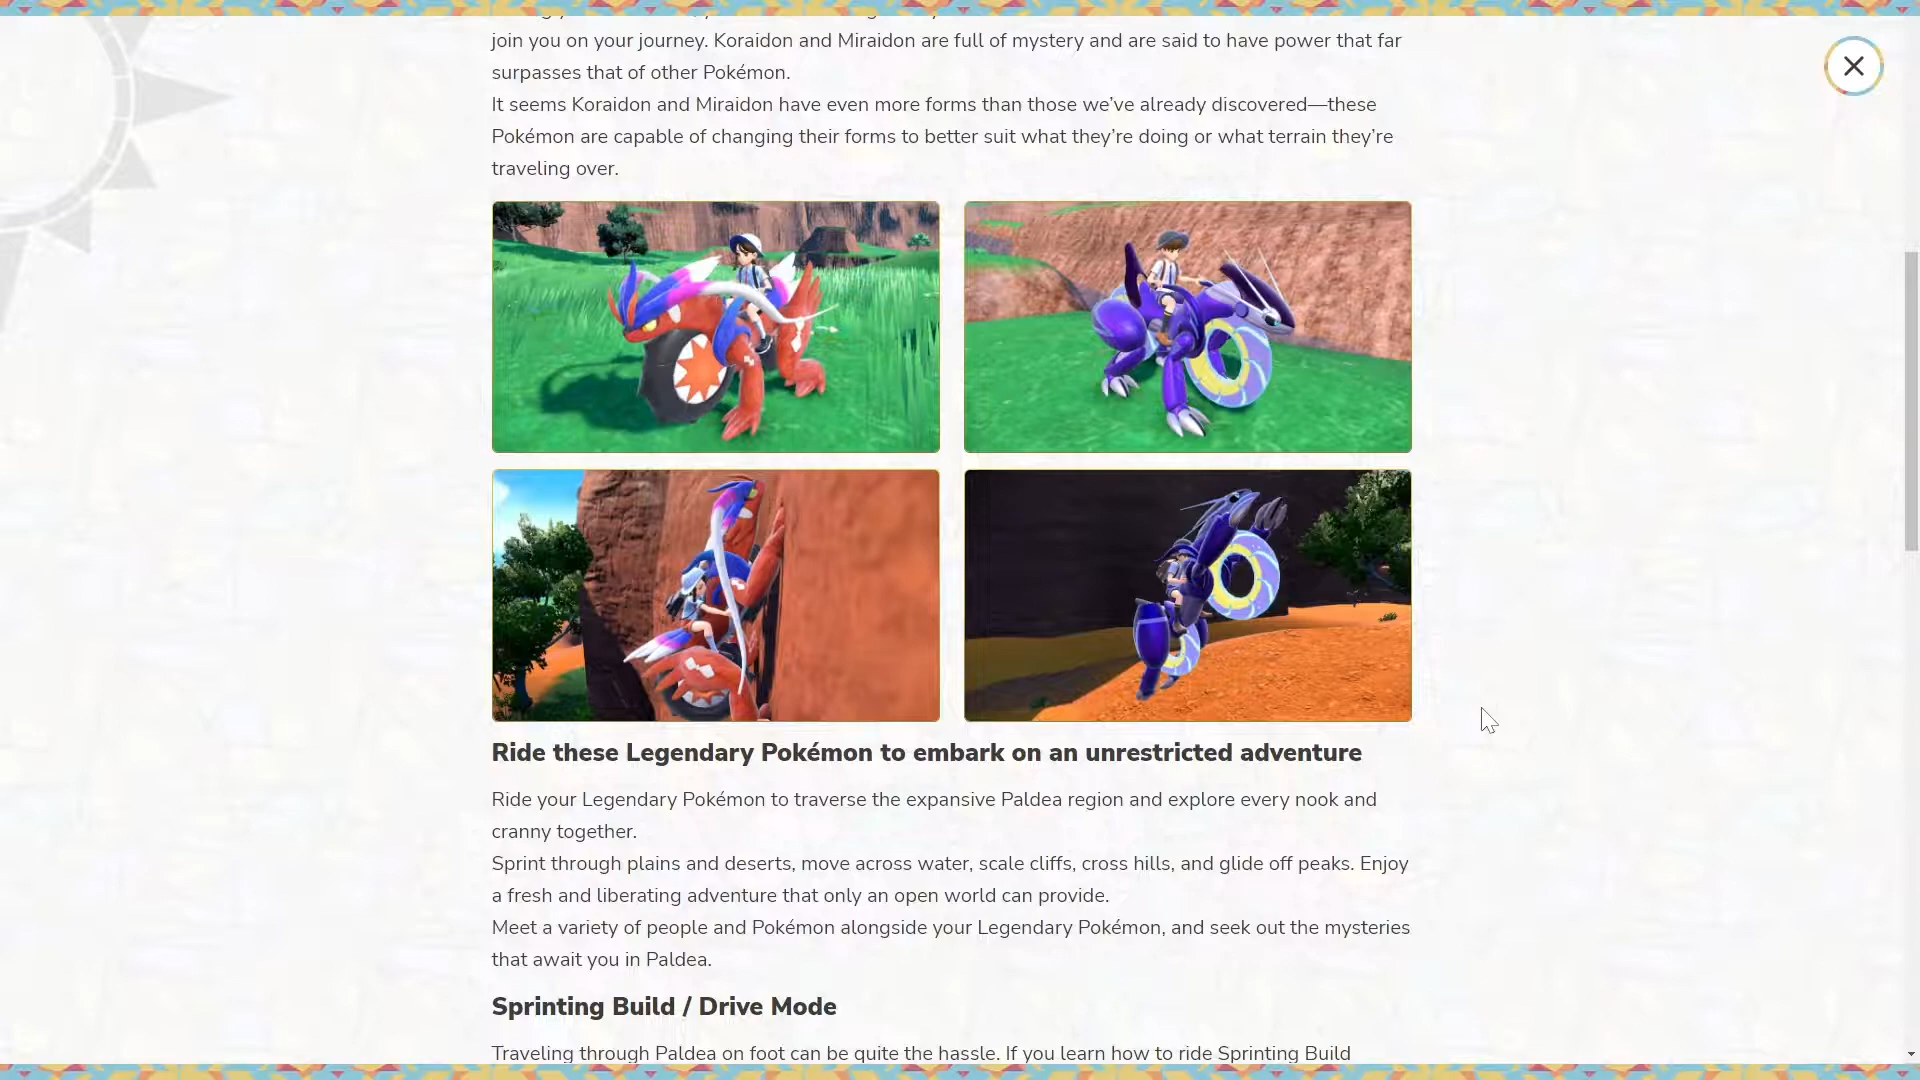 join you on your journey. Koraidon and Miraidon are full of mystery and are said to have power that far
surpasses that of other Pokémon.
It seems Koraidon and Miraidon have even more forms than those we’ve already discovered—these
Pokémon are capable of changing their forms to better suit what they’re doing or what terrain they’re
traveling over.
Ride these Legendary Pokémon to embark on an unrestricted adventure
Ride your Legendary Pokémon to traverse the expansive Paldea region and explore every nook and
cranny together.
Sprint through plains and deserts, move across water, scale cliffs, cross hills, and glide off peaks. Enjoy
a fresh and liberating adventure that only an open world can provide.
Meet a variety of people and Pokémon alongside your Legendary Pokémon, and seek out the mysteries
that await you in Paldea.
Sprinting Build / Drive Mode
Traveling through Paldea on foot can be quite the hassle. If you learn how to ride Sprinting Build